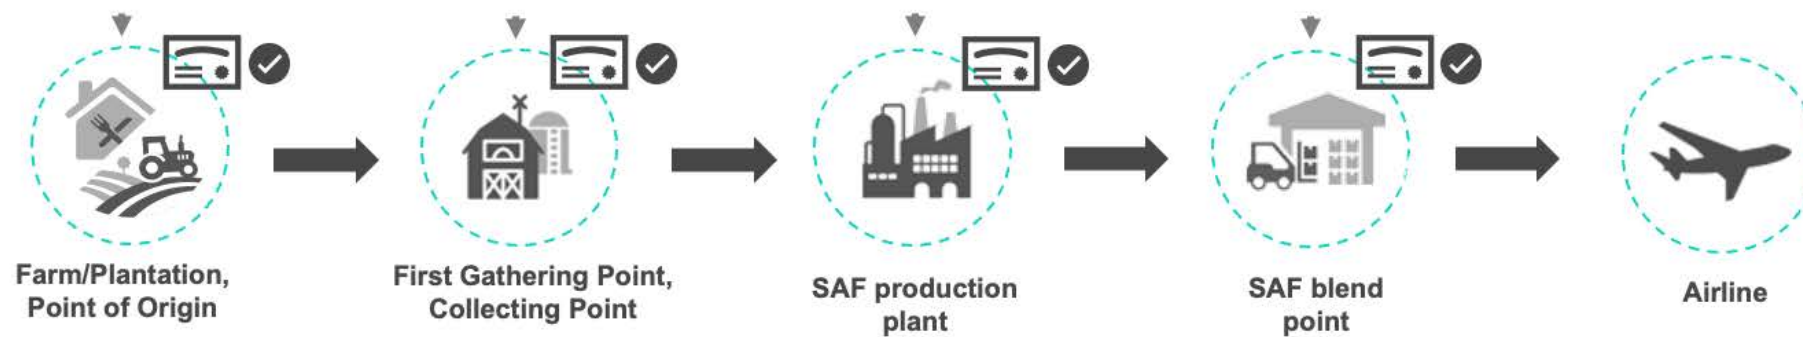 Farm/Plantation,
Point of Origin
First Gathering Point,
Collecting Point
SAF production
plant
SAF blend
point
Airline